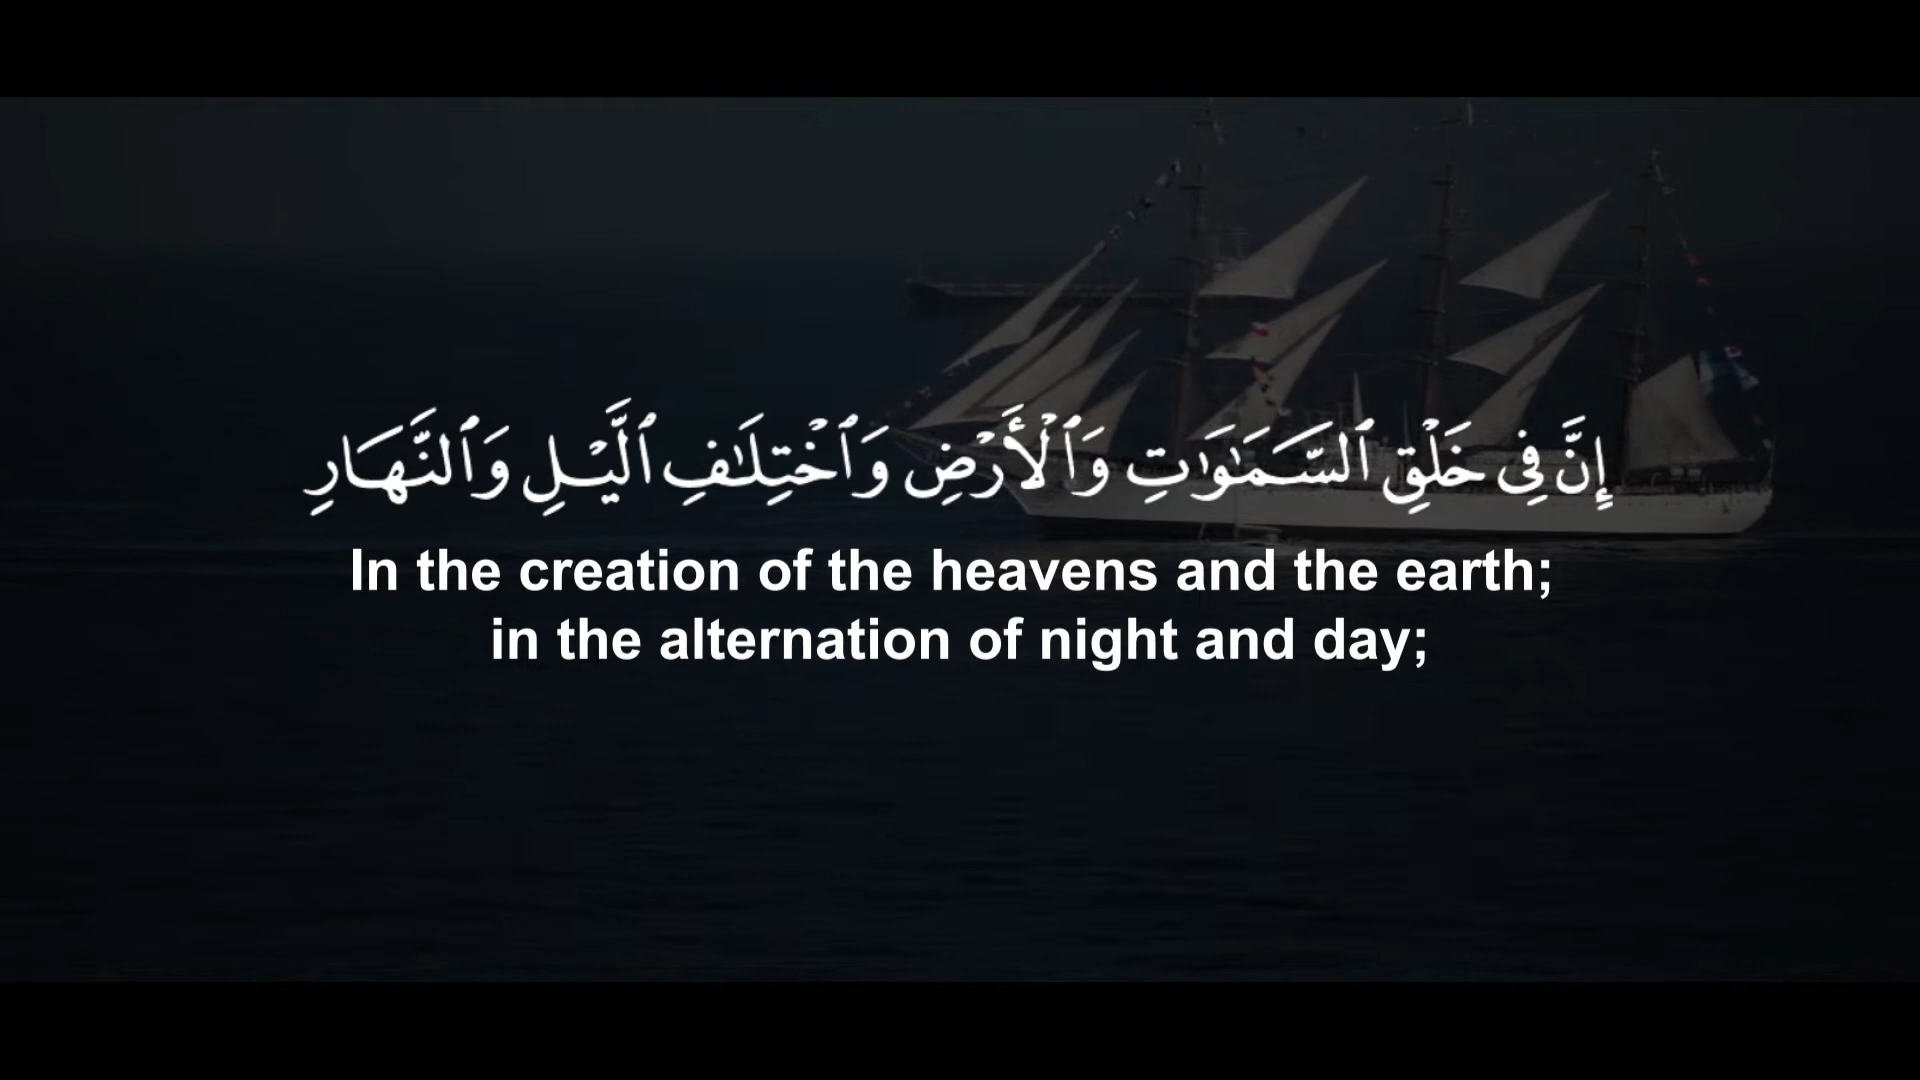 إِنَّ فِى خَلْقِ ٱلسَّمَـٰوَٰتِ وَٱلْأَرْضِ وَٱخْتِلَـٰفِ ٱلَّيْـلِ وَٱلنَّهَارِ
In the creation of the heavens and the earth;
in the alternation of night and day;